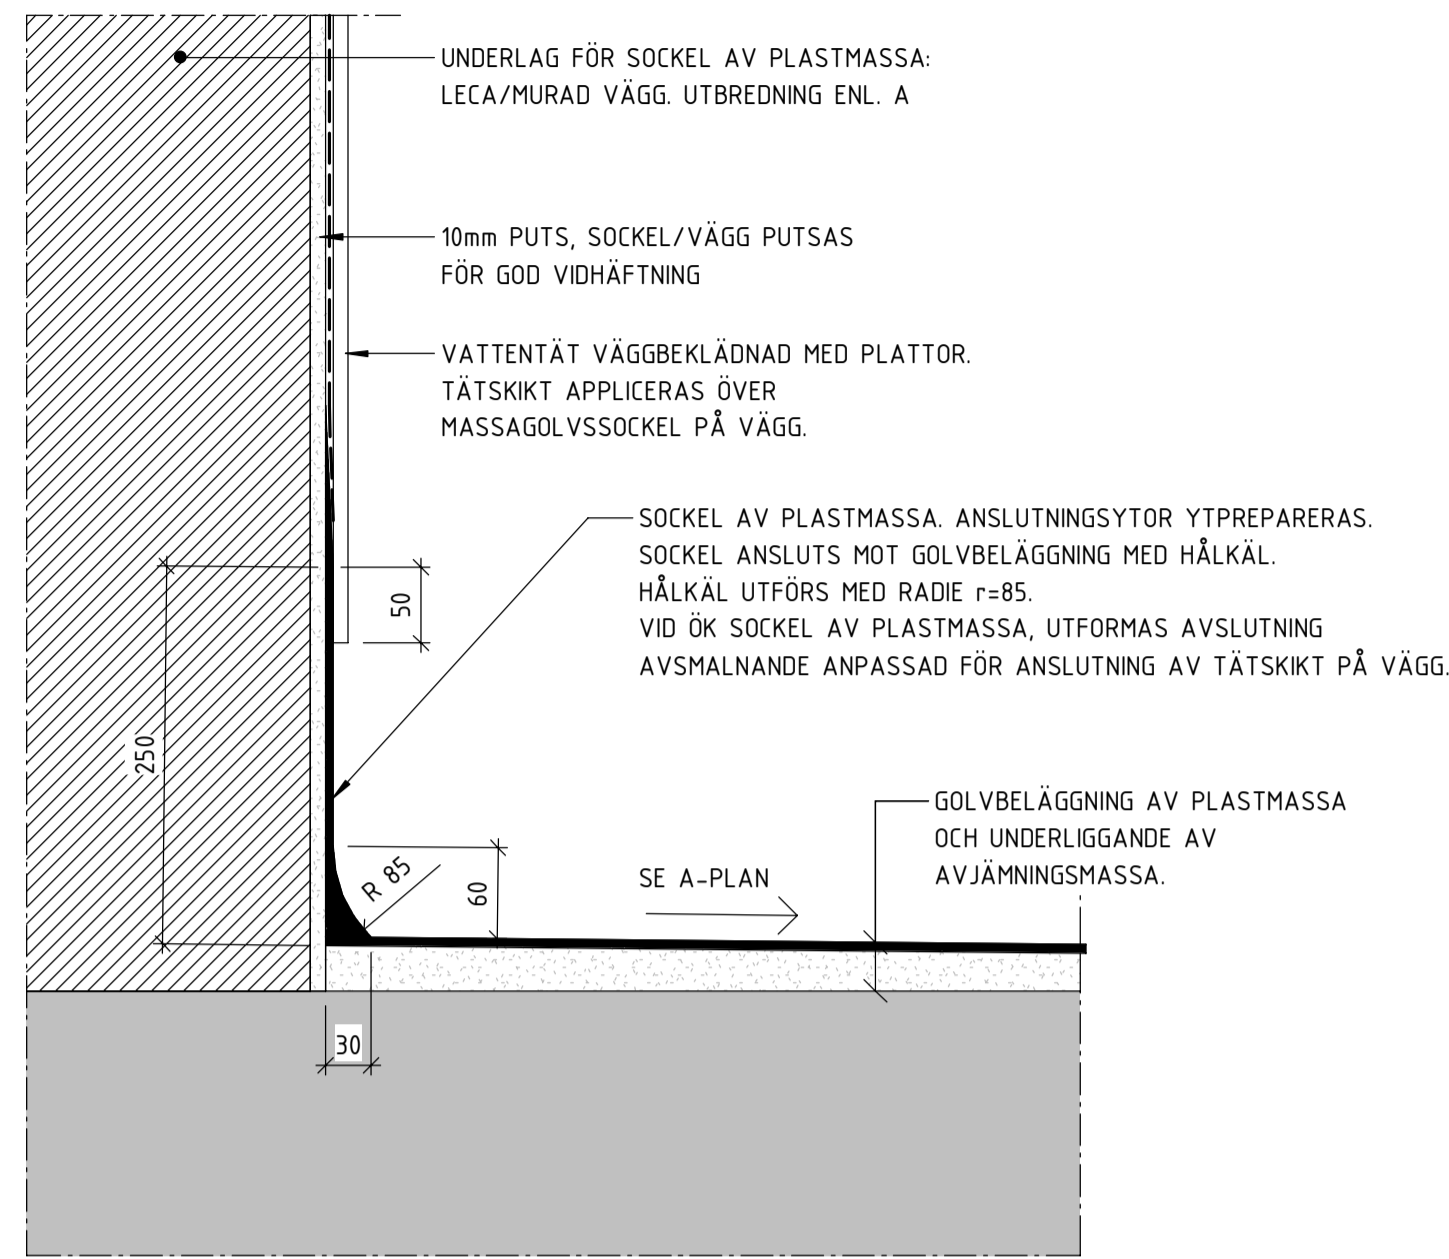 UNDERLAG FÖR SOCKEL AV PLASTMASSA:
LECA/MURAD VÄGG. UTBREDNING ENL. A
10mm PUTS, SOCKEL/VÄGG PUTSAS
FÖR GOD VIDHÄFTNING
VATTENTÄT VÄGGBEKLÄDNAD MED PLATTOR.
TÄTSKIKT APPLICERAS ÖVER
MASSAGOLVSSOCKEL PÅ VÄGG.
SOCKEL AV PLASTMASSA. ANSLUTNINGSYTOR YTPREPARERAS.
SOCKEL ANSLUTS MOT GOLVBELÄGGNING MED HÅLKÄL.
HÅLKÄL UTFÖRS MED RADIE r=85.
VID ÖK SOCKEL AV PLASTMASSA, UTFORMAS AVSLUTNING
AVSMALNANDE ANPASSAD FÖR ANSLUTNING AV TÄTSKIKT PÅ VÄGG.
50
250
GOLVBELÄGGNING AV PLASTMASSA
OCH UNDERLIGGANDE AV
AVJÄMNINGSMASSA.
R 85
60
SE A-PLAN
30